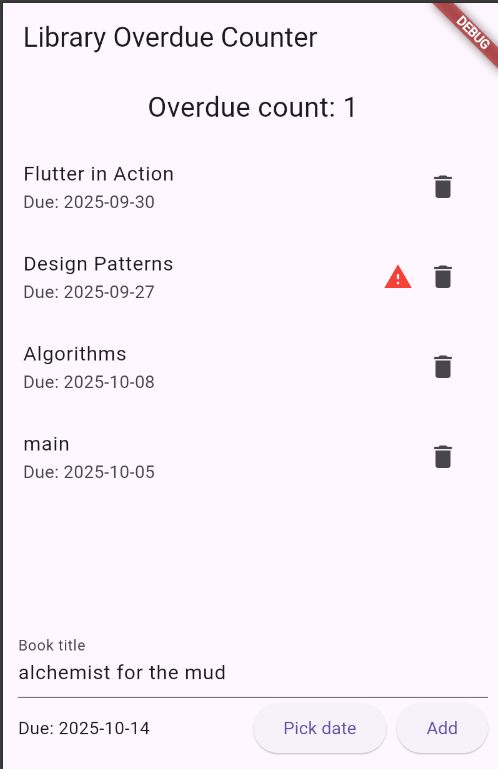 Library Overdue Counter
DEBUG
Overdue count: 1
Flutter in Action
Due: 2025-09-30
Design Patterns
Due: 2025-09-27
Algorithms
Due: 2025-10-08
main
Due: 2025-10-05
Book title
alchemist for the mud
Due: 2025-10-14
Pick date
Add